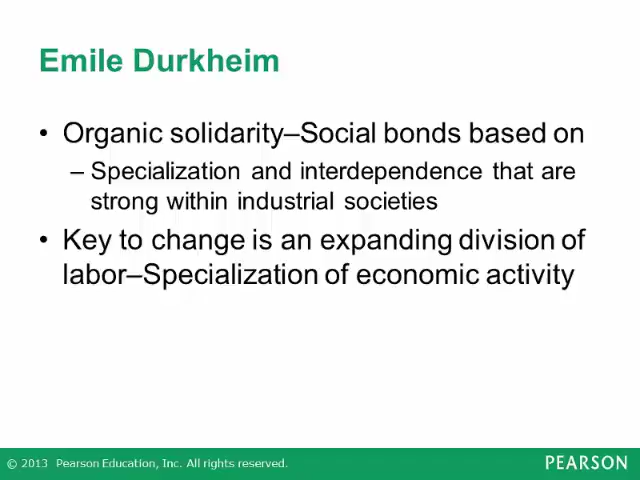 Emile Durkheim
• Organic solidarity–Social bonds based on
– Specialization and interdependence that are
strong within industrial societies
• Key to change is an expanding division of
labor–Specialization of economic activity
© 2013 Pearson Education, Inc. All rights reserved.
PEARSON